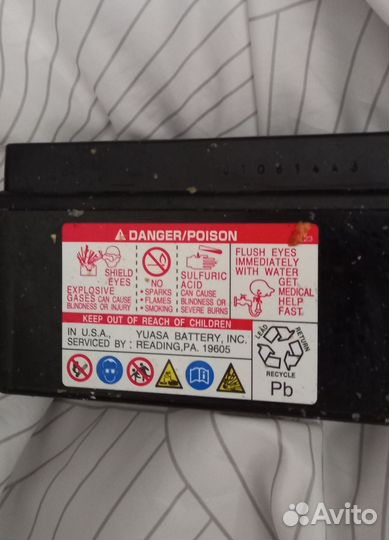 DANGER/POISON
SHIELD
EYES
EXPLOSIVE
GASES CAN CAUSE
BLINDNESS OR INJURY
NO
• SPARKS
• FLAMES
• SMOKING
SULFURIC
ACID
CAN CAUSE
BLINDNESS OR
SEVERE BURNS
FLUSH EYES
IMMEDIATELY
WITH WATER
GET
MEDICAL
HELP
FAST
KEEP OUT OF REACH OF CHILDREN
IN U.S.A., YUASA BATTERY, INC.
SERVICED BY: READING,PA. 19605
LEAD
RETURN
RECYCLE
Pb
Avito